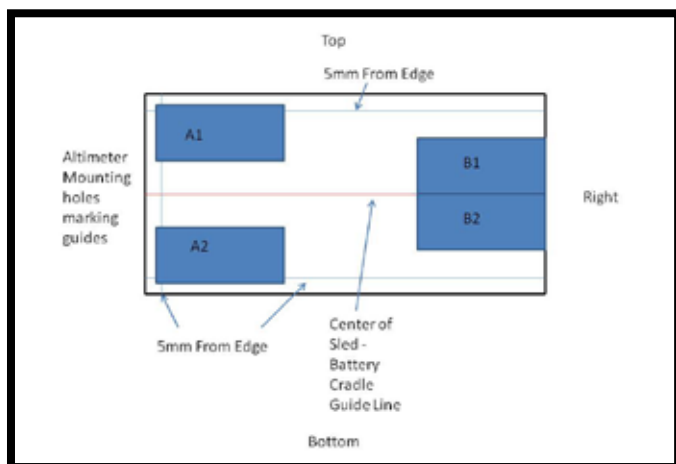 Top
5mm From Edge
A1
Altimeter
Mounting
holes
marking
guides
B1
B2
Right
A2
5mm From Edge
Center of
Sled -
Battery
Cradle
Guide Line
Bottom